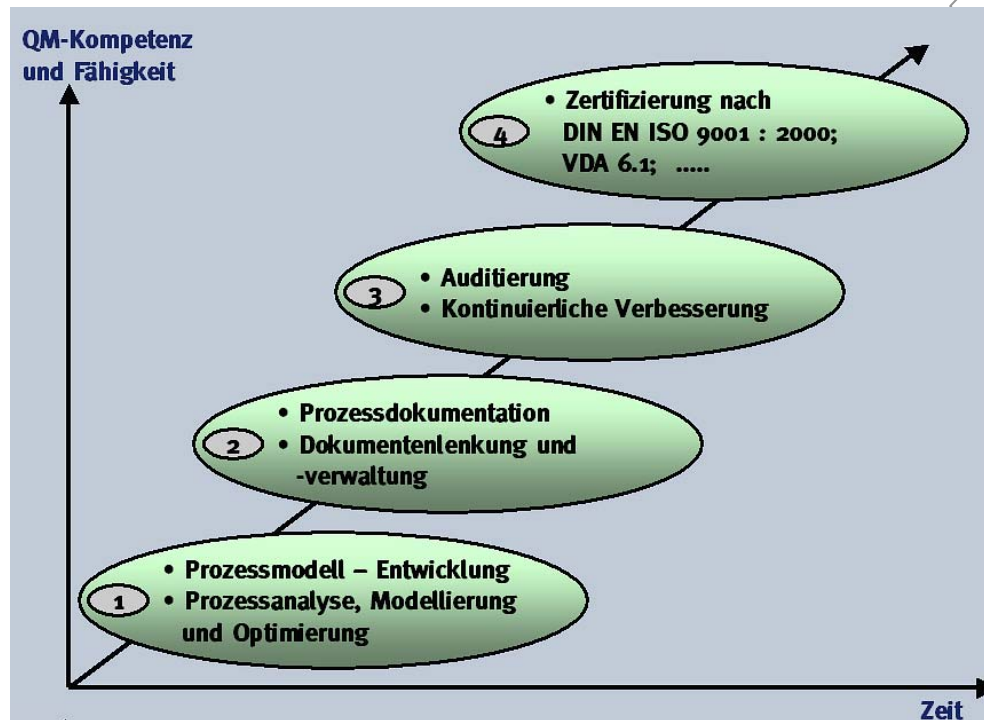 QM-Kompetenz
und Fähigkeit
• Zertifizierung nach
4
DIN EN ISO 9001 : 2000;
VDA 6.1; .....
3
• Auditierung
• Kontinuierliche Verbesserung
2
• Prozessdokumentation
• Dokumentenlenkung und
-verwaltung
1
• Prozessmodell – Entwicklung
• Prozessanalyse, Modellierung
und Optimierung
Zeit